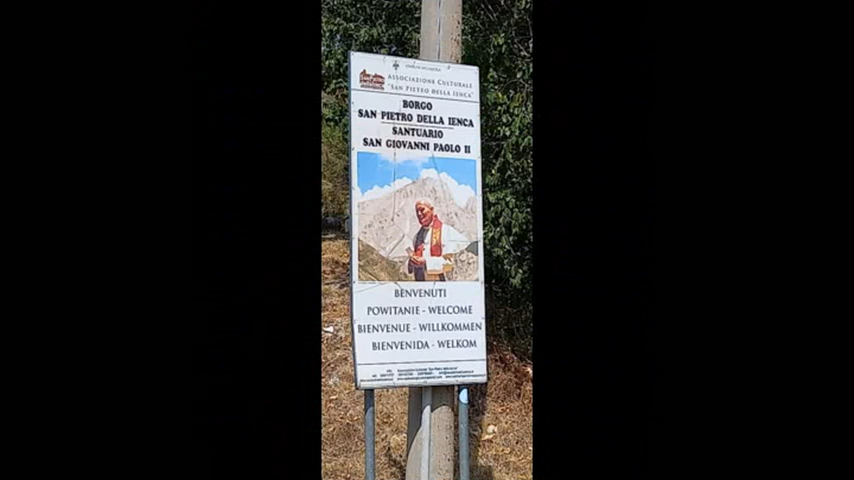 ASSOCIAZIONE CULTURALE
"SAN PIETRO DELLA IENCA"
BORGO
SAN PIETRO DELLA IENCA
SANTUARIO
SAN GIOVANNI PAOLO II
BENVENUTI
POWITANIE - WELCOME
BIENVENUE - WILLKOMMEN
BIENVENIDA - WELKOM